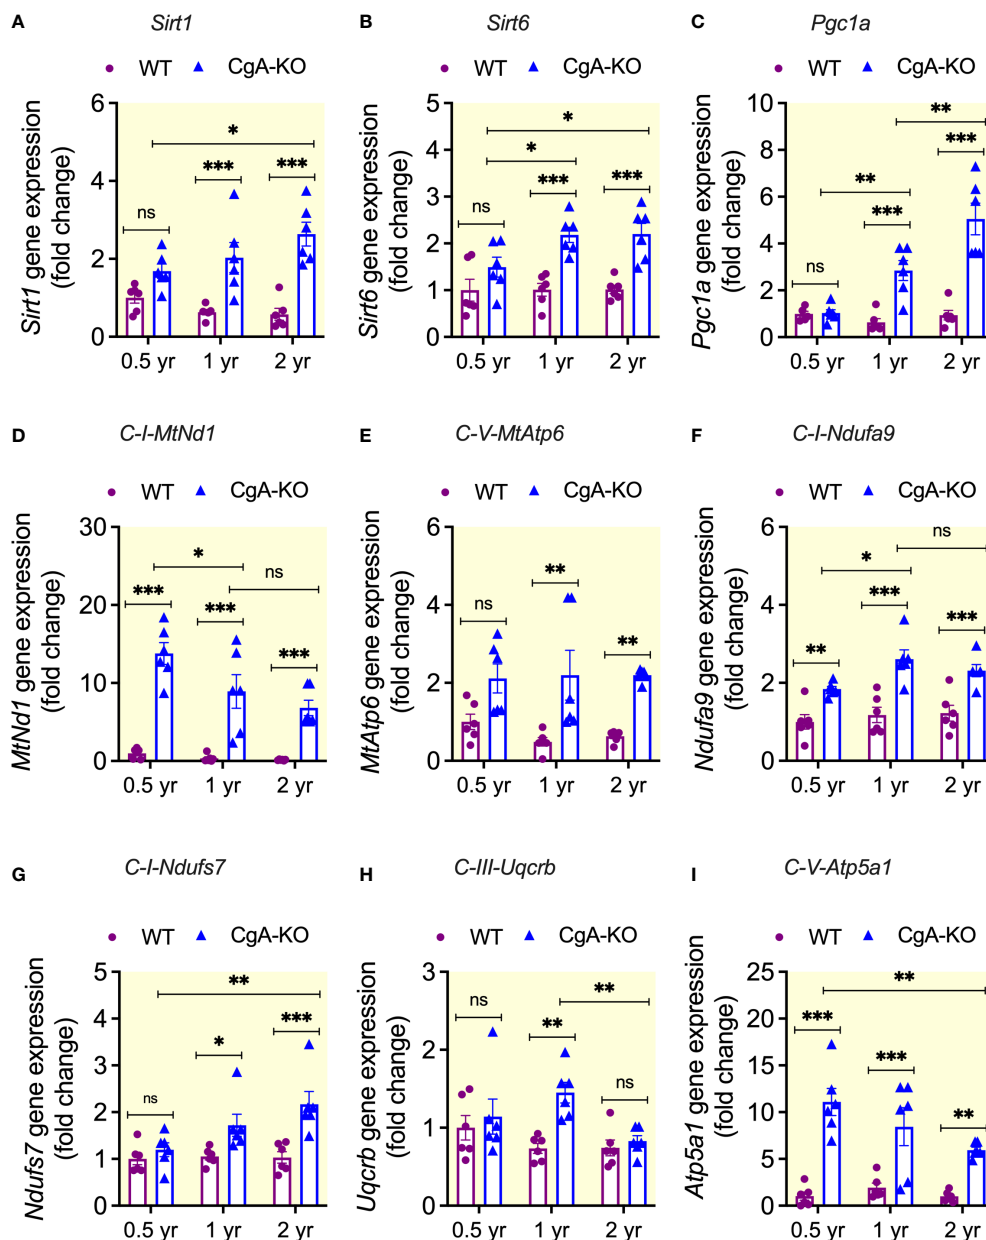 A Sirt1
WT CgA-KO
Sirt1 gene expression
(fold change)
6
4
2
0
ns
***
***
*
0.5 yr 1 yr 2 yr
B Sirt6
WT CgA-KO
Sirt6 gene expression
(fold change)
5
4
3
2
1
0
ns
*
***
*
***
0.5 yr 1 yr 2 yr
C Pgc1a
WT CgA-KO
Pgc1a gene expression
(fold change)
10
8
6
4
2
0
ns
**
***
**
***
0.5 yr 1 yr 2 yr
D C-I-MtNd1
WT CgA-KO
MtNd1 gene expression
(fold change)
30
20
10
0
***
*
***
ns
***
0.5 yr 1 yr 2 yr
E C-V-MtAtp6
WT CgA-KO
MtAtp6 gene expression
(fold change)
6
4
2
0
ns
**
**
0.5 yr 1 yr 2 yr
F C-I-Ndufa9
WT CgA-KO
Ndufa9 gene expression
(fold change)
6
4
2
0
**
*
***
ns
***
0.5 yr 1 yr 2 yr
G C-I-Ndufs7
WT CgA-KO
Ndufs7 gene expression
(fold change)
5
4
3
2
1
0
ns
*
**
***
0.5 yr 1 yr 2 yr
H C-III-Uqcrb
WT CgA-KO
Uqcrb gene expression
(fold change)
3
2
1
0
ns
**
**
ns
0.5 yr 1 yr 2 yr
I C-V-Atp5a1
WT CgA-KO
Atp5a1 gene expression
(fold change)
25
20
15
10
5
0
***
***
**
**
0.5 yr 1 yr 2 yr